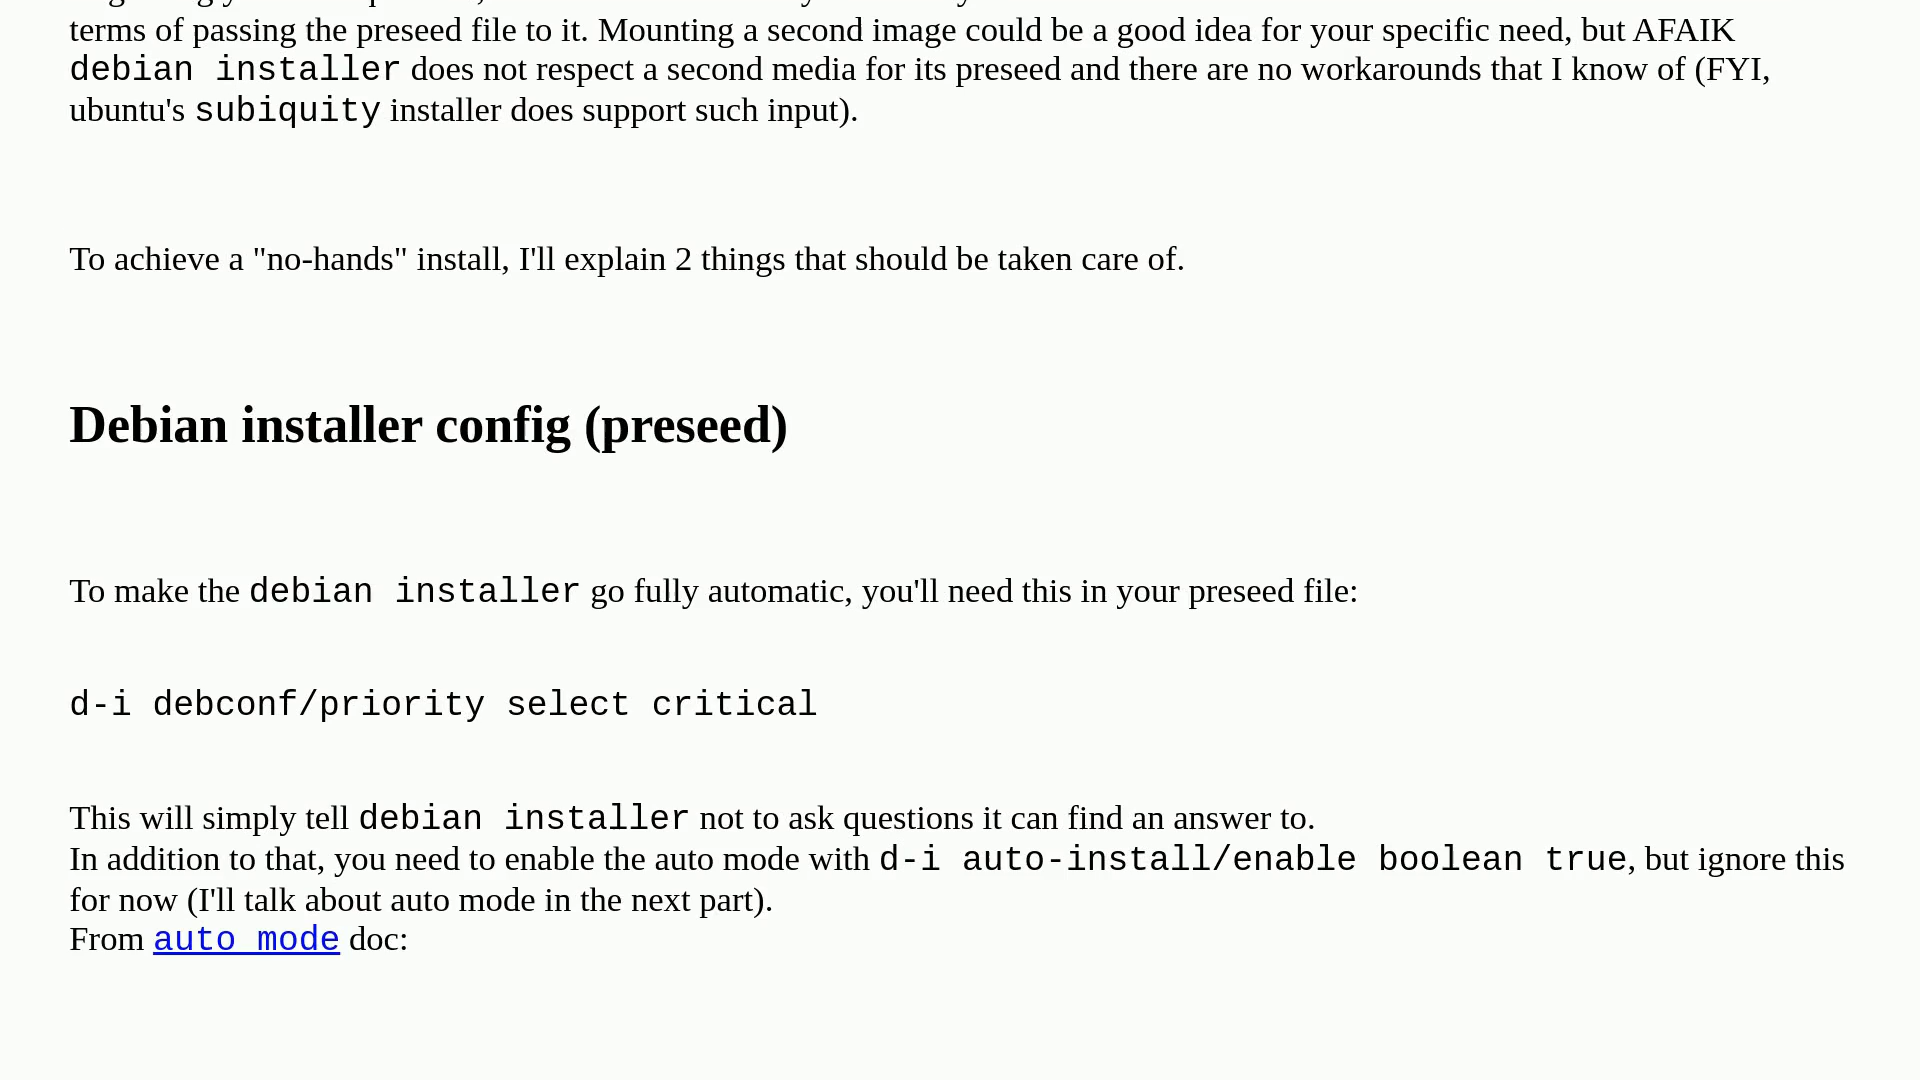 terms of passing the preseed file to it. Mounting a second image could be a good idea for your specific need, but AFAIK
debian installer does not respect a second media for its preseed and there are no workarounds that I know of (FYI,
ubuntu's subiquity installer does support such input).
To achieve a "no-hands" install, I'll explain 2 things that should be taken care of.
Debian installer config (preseed)
To make the debian installer go fully automatic, you'll need this in your preseed file:
d-i debconf/priority select critical
This will simply tell debian installer not to ask questions it can find an answer to.
In addition to that, you need to enable the auto mode with d-i auto-install/enable boolean true, but ignore this
for now (I'll talk about auto mode in the next part).
From auto mode doc: